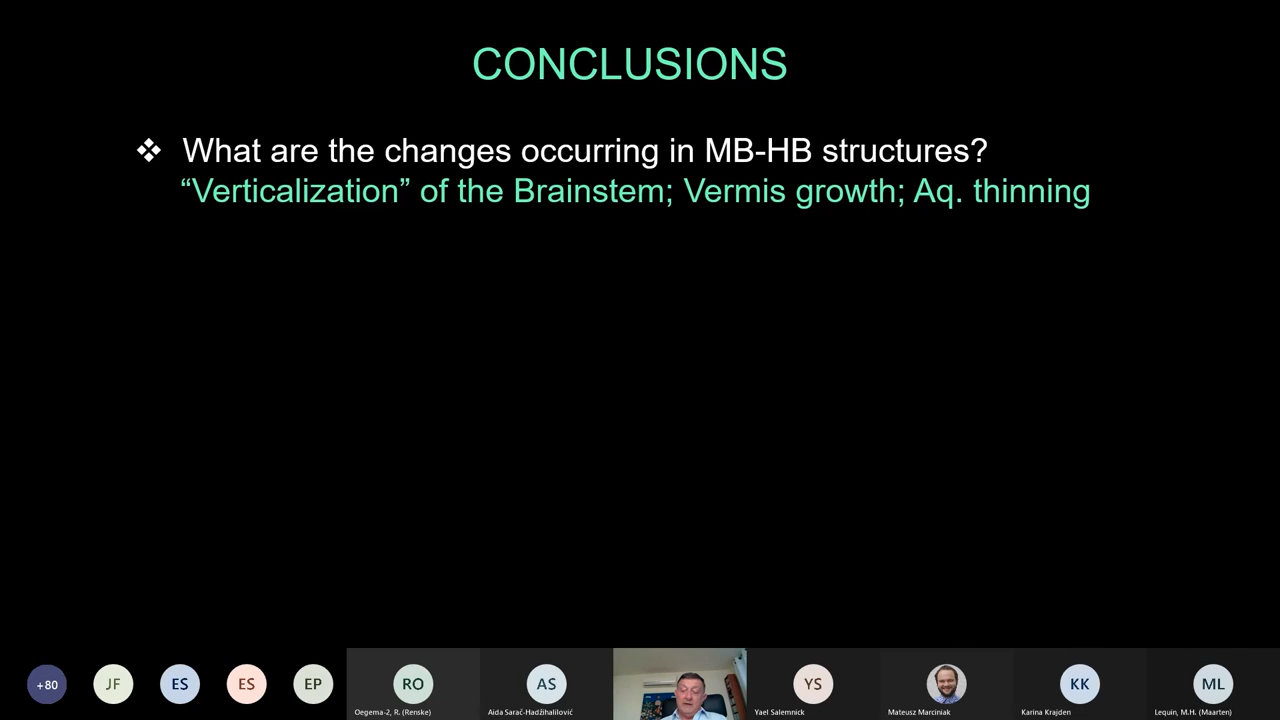 CONCLUSIONS
❖ What are the changes occurring in MB-HB structures?
“Verticalization” of the Brainstem; Vermis growth; Aq. thinning
+80
JF
ES
ES
EP
RO
AS
YS
KK
ML
Oegema-2, R. (Renske)
Aida Sarać-Hadžihalilović
Yael Salemnick
Mateusz Marciniak
Karina Krajden
Lequin, M.H. (Maarten)